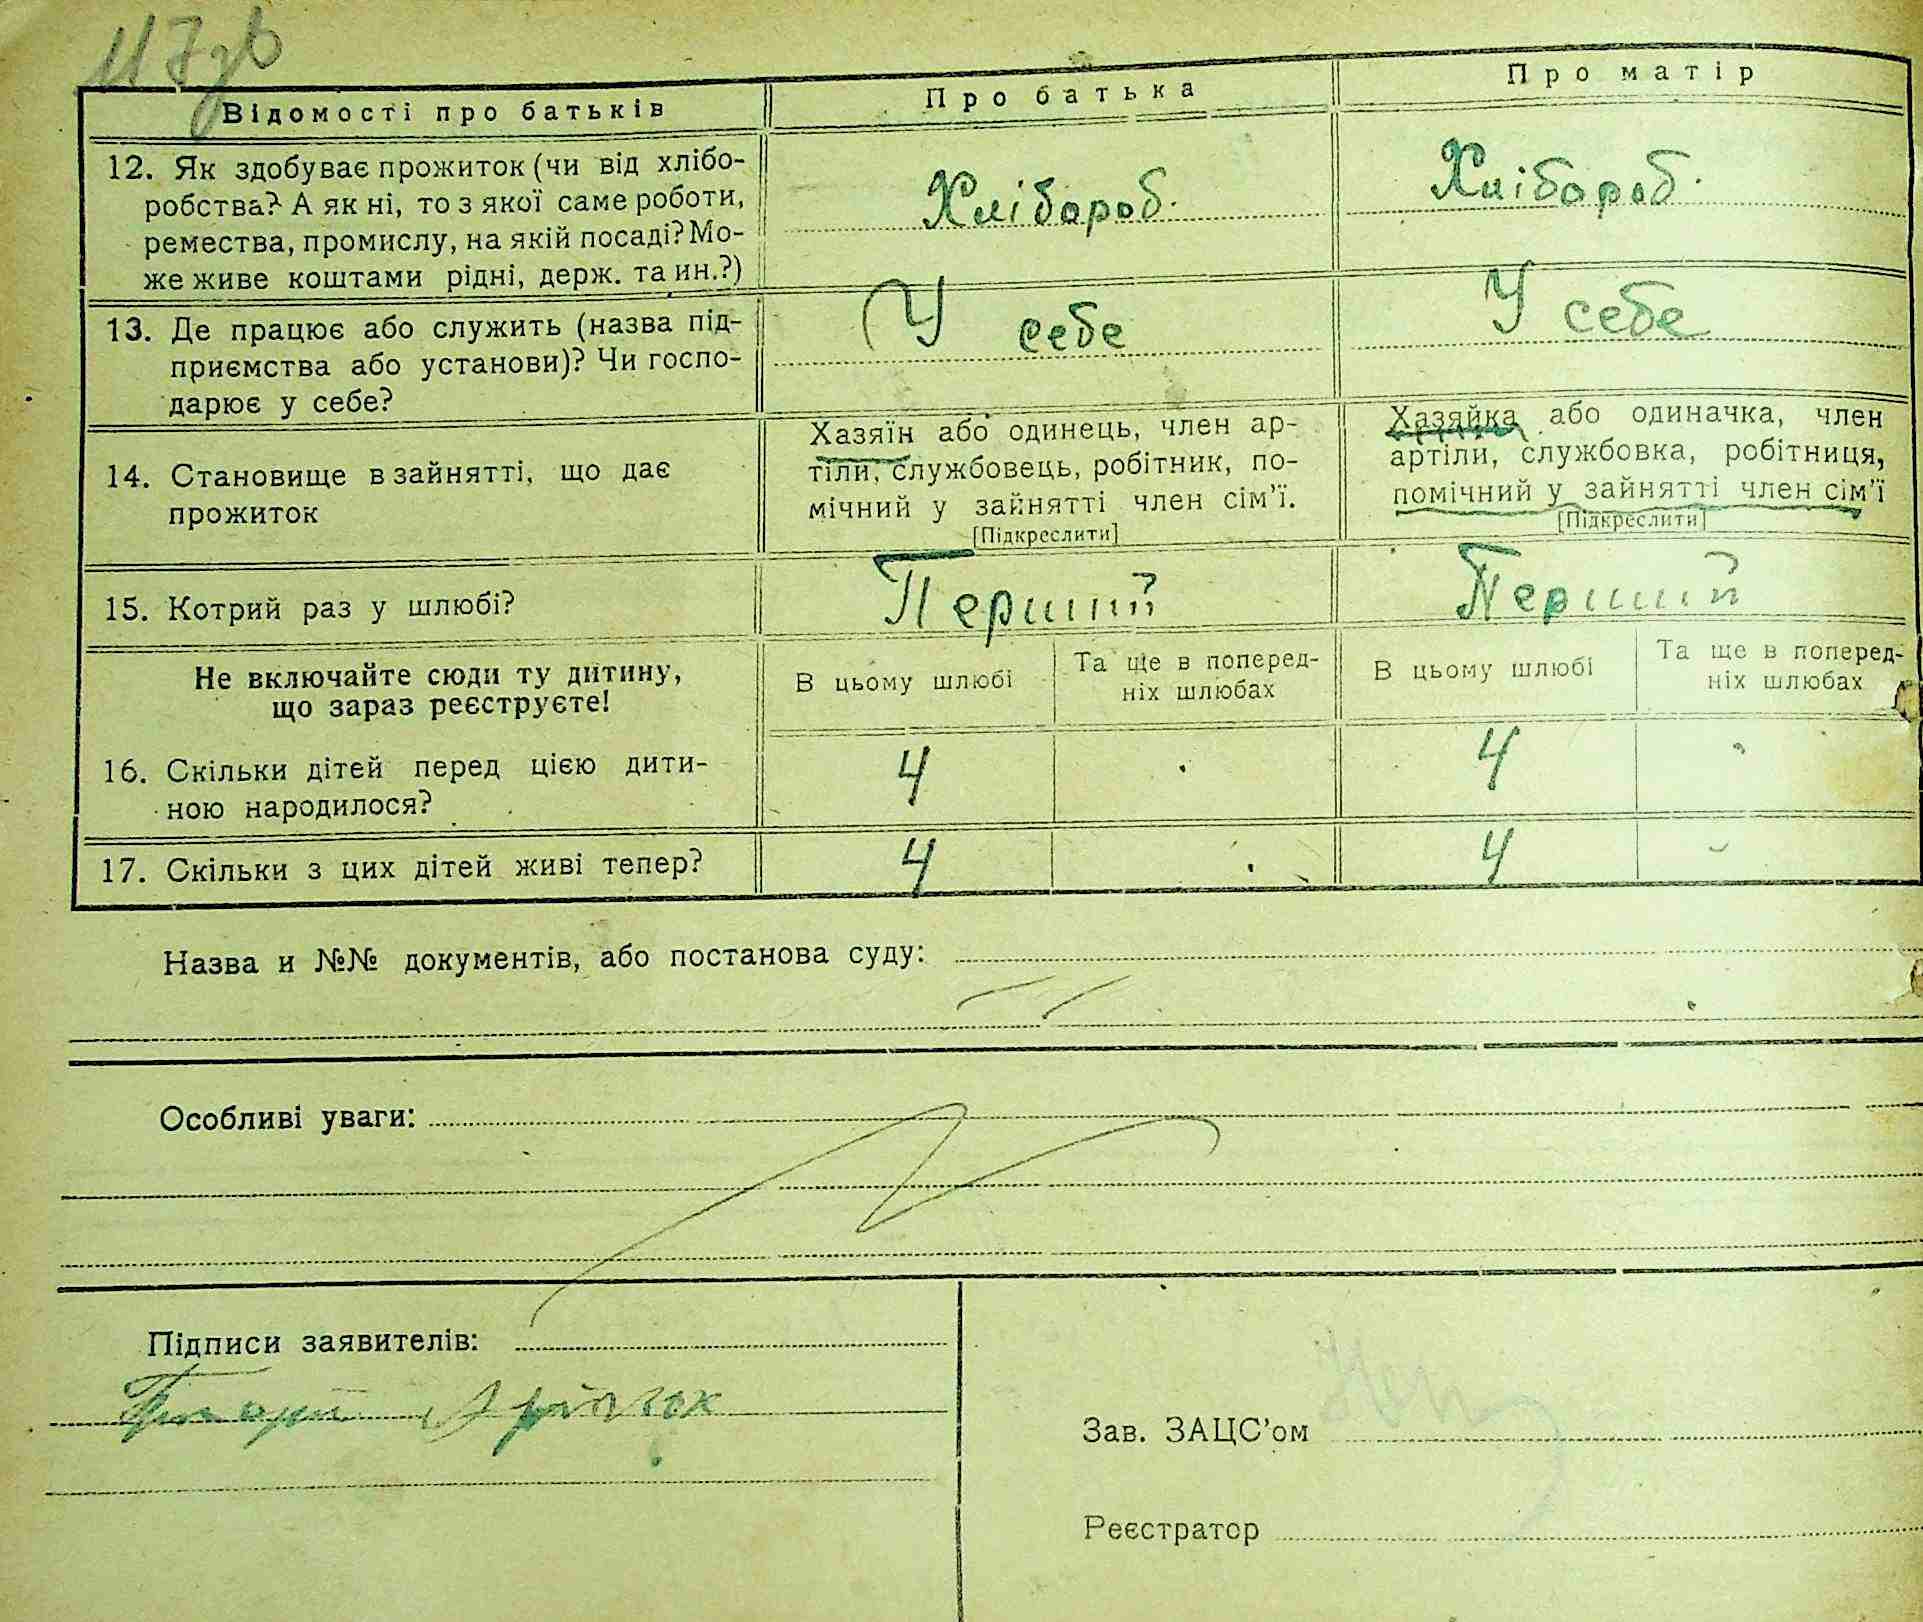 117зв
Відомості про батьків
Про батька
Про матір
12. Як здобуває прожиток (чи від хлібо-
робства? А як ні, то з якої саме роботи,
ремества, промислу, на якій посаді? Мо-
же живе коштами рідні, держ. та ин.?)
Хлібороб.
Хлібороб.
13. Де працює або служить (назва під-
приємства або установи)? Чи госпо-
дарює у себе?
У себе
У себе
14. Становище в зайнятті, що дає
прожиток
Хазяїн або одинець, член ар-
тіли, службовець, робітник, по-
мічний у зайнятті член сім'ї.
[Підкреслити]
Хазяйка або одиначка, член
артіли, службовка, робітниця,
помічний у зайнятті член сім'ї
[Підкреслити]
15. Котрий раз у шлюбі?
Перший
Перший
Не включайте сюди ту дитину,
що зараз реєструєте!
В цьому шлюбі
Та ще в поперед-
ніх шлюбах
В цьому шлюбі
Та ще в поперед-
ніх шлюбах
16. Скільки дітей перед цією дити-
ною народилося?
4
4
17. Скільки з цих дітей живі тепер?
4
4
Назва и №№ документів, або постанова суду:
Особливі уваги:
Підписи заявителів:
Зав. ЗАЦС'ом
Реєстратор